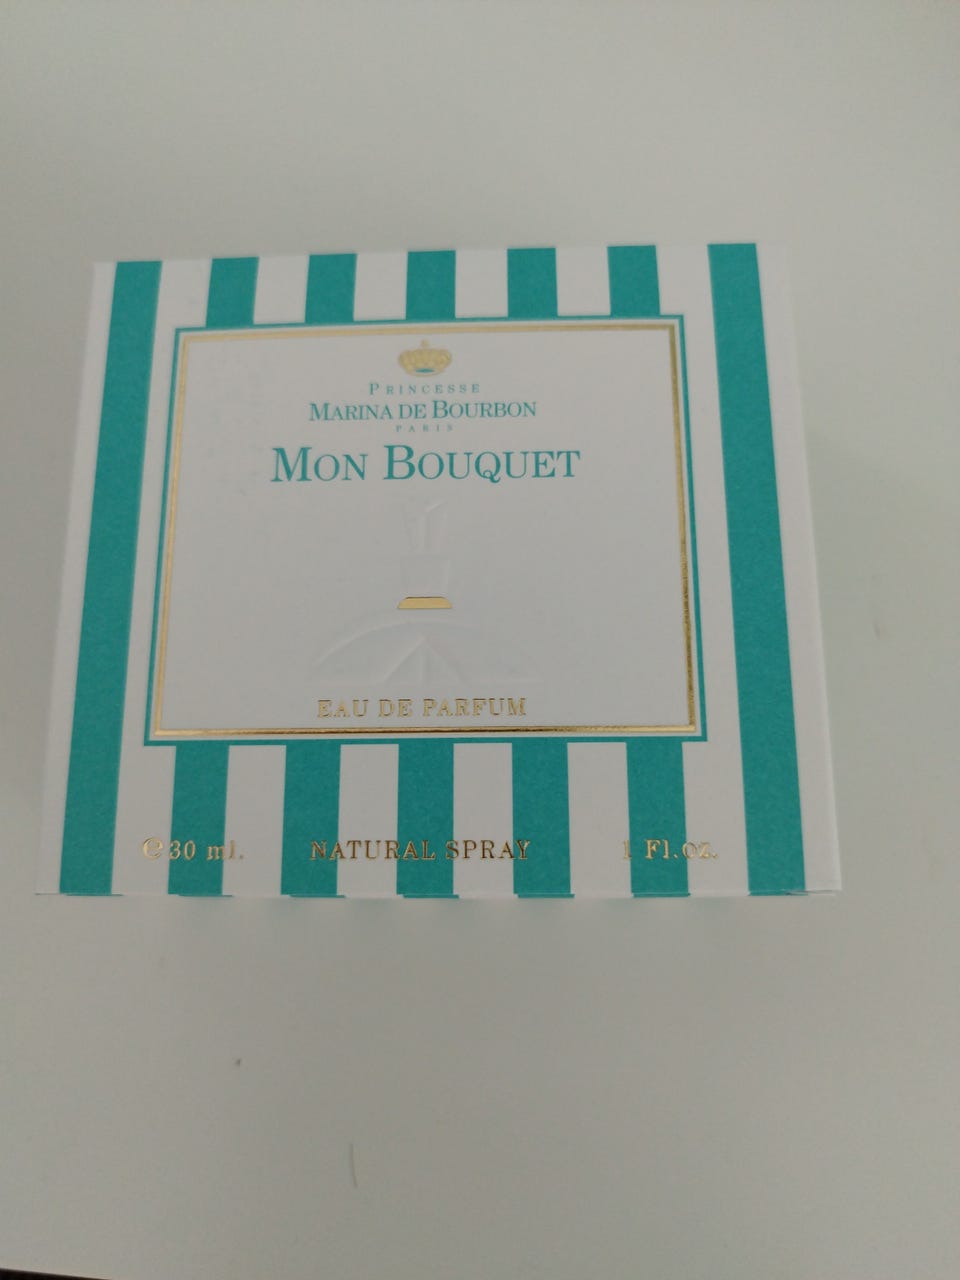 PRINCESSE
MARINA DE BOURBON
PARIS
MON BOUQUET
EAU DE PARFUM
℮ 30 ml. NATURAL SPRAY 1 Fl.oz.